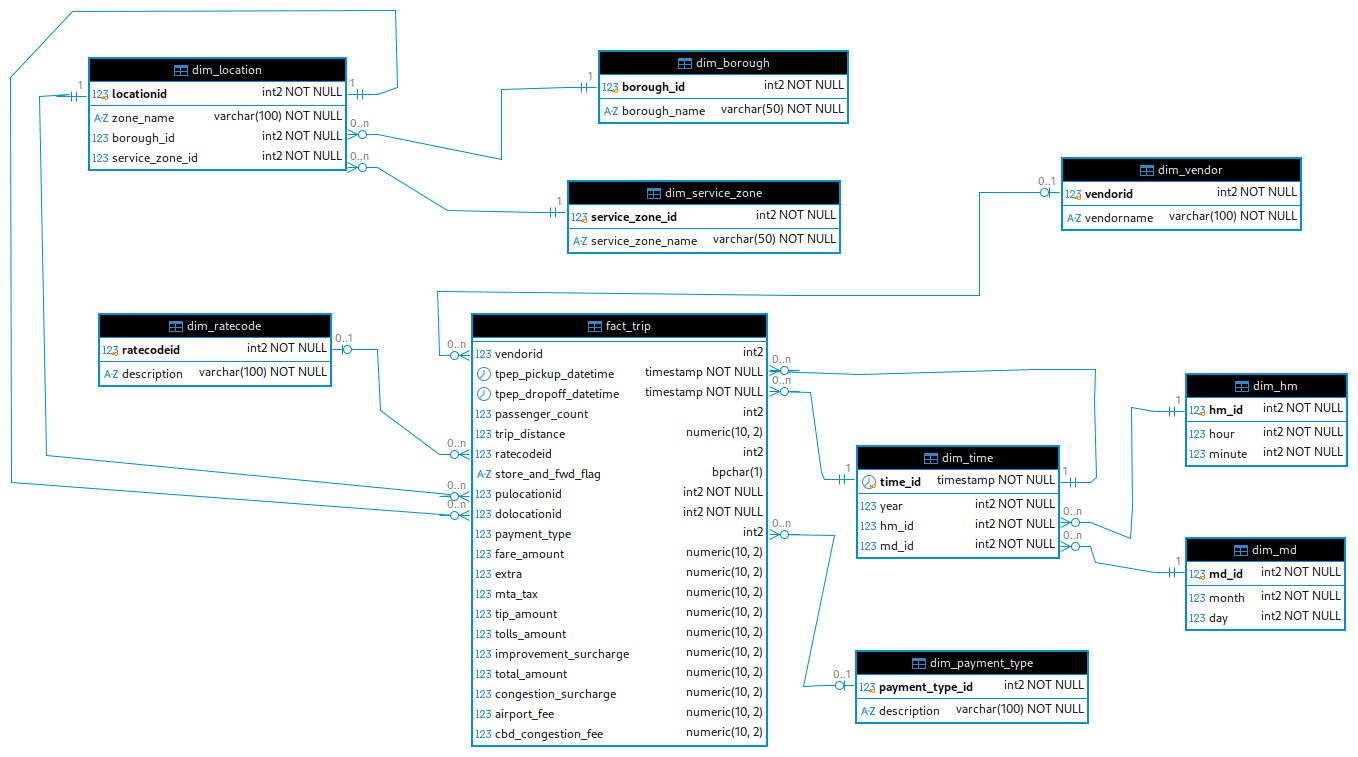 dim_location
1
locationid int2 NOT NULL
1
zone_name varchar(100) NOT NULL
borough_id int2 NOT NULL
0..n
service_zone_id int2 NOT NULL
0..n
dim_borough
1
borough_id int2 NOT NULL
borough_name varchar(50) NOT NULL
dim_service_zone
1
service_zone_id int2 NOT NULL
service_zone_name varchar(50) NOT NULL
dim_vendor
0..1
vendorid int2 NOT NULL
vendorname varchar(100) NOT NULL
dim_ratecode
ratecodeid int2 NOT NULL
0..1
description varchar(100) NOT NULL
fact_trip
0..n
vendorid int2
0..n
tpep_pickup_datetime timestamp NOT NULL
0..n
tpep_dropoff_datetime timestamp NOT NULL
passenger_count int2
trip_distance numeric(10, 2)
0..n
ratecodeid int2
store_and_fwd_flag bpchar(1)
0..n
pulocationid int2 NOT NULL
0..n
dolocationid int2 NOT NULL
payment_type int2
0..n
fare_amount numeric(10, 2)
extra numeric(10, 2)
mta_tax numeric(10, 2)
tip_amount numeric(10, 2)
tolls_amount numeric(10, 2)
improvement_surcharge numeric(10, 2)
total_amount numeric(10, 2)
congestion_surcharge numeric(10, 2)
airport_fee numeric(10, 2)
cbd_congestion_fee numeric(10, 2)
dim_time
1
time_id timestamp NOT NULL
1
year int2 NOT NULL
hm_id int2 NOT NULL
0..n
md_id int2 NOT NULL
0..n
dim_hm
1
hm_id int2 NOT NULL
hour int2 NOT NULL
minute int2 NOT NULL
dim_md
1
md_id int2 NOT NULL
month int2 NOT NULL
day int2 NOT NULL
dim_payment_type
0..1
payment_type_id int2 NOT NULL
description varchar(100) NOT NULL